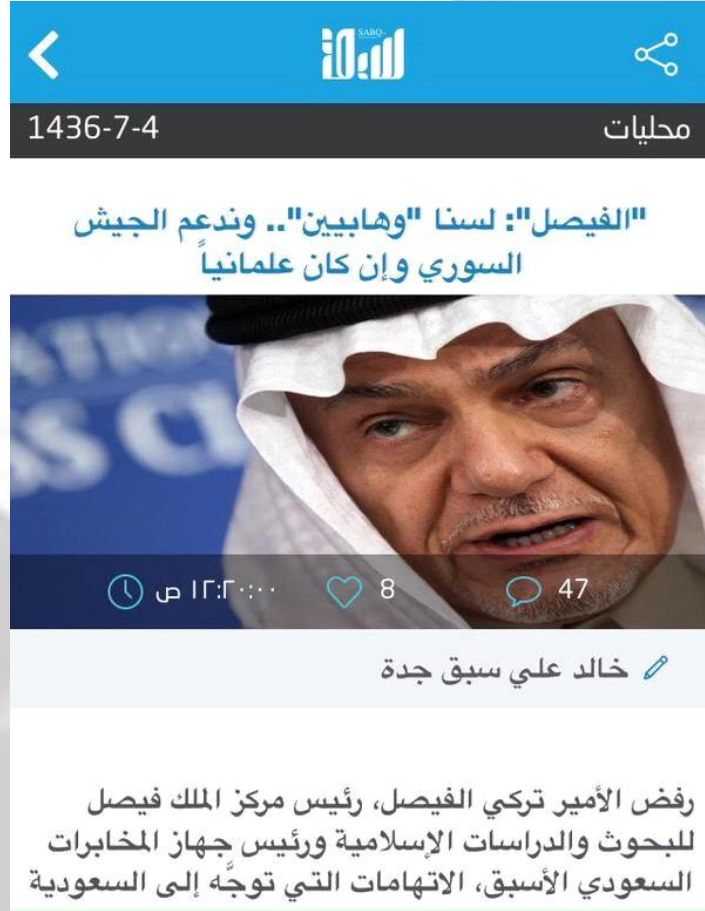 SABQ
سبق
محليات
1436-7-4
"الفيصل": لسنا "وهابيين".. وندعم الجيش
السوري وإن كان علمانياً
47
8
١٢:٢٠:٠٠ ص
خالد علي سبق جدة
رفض الأمير تركي الفيصل، رئيس مركز الملك فيصل
للبحوث والدراسات الإسلامية ورئيس جهاز المخابرات
السعودي الأسبق، الاتهامات التي توجَّه إلى السعودية